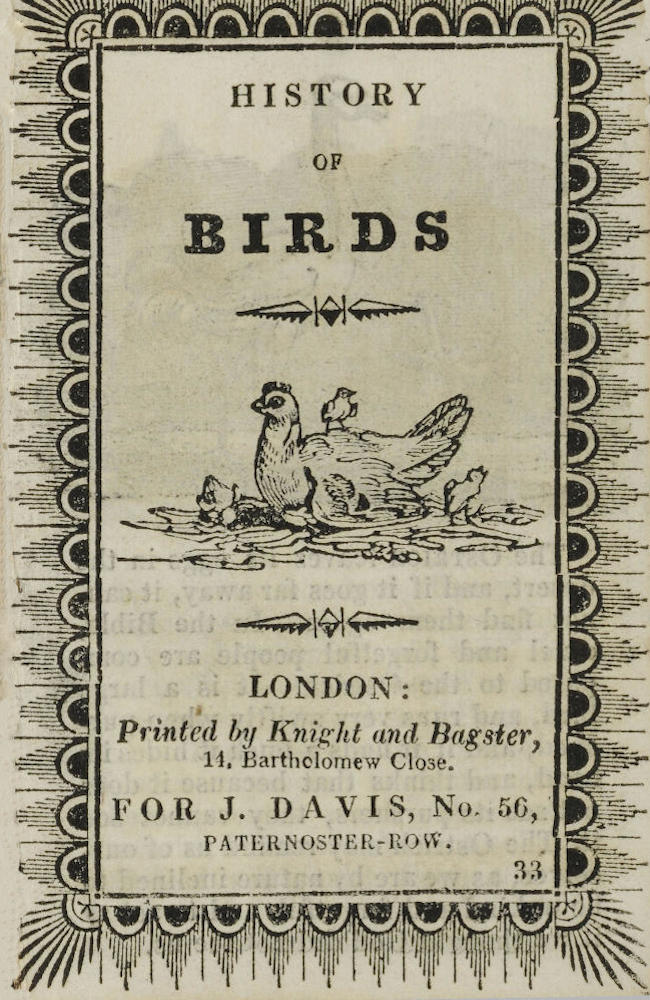 HISTORY
OF
BIRDS
LONDON:
Printed by Knight and Bagster,
14, Bartholomew Close.
FOR J. DAVIS, No. 56,
PATERNOSTER-ROW.
33